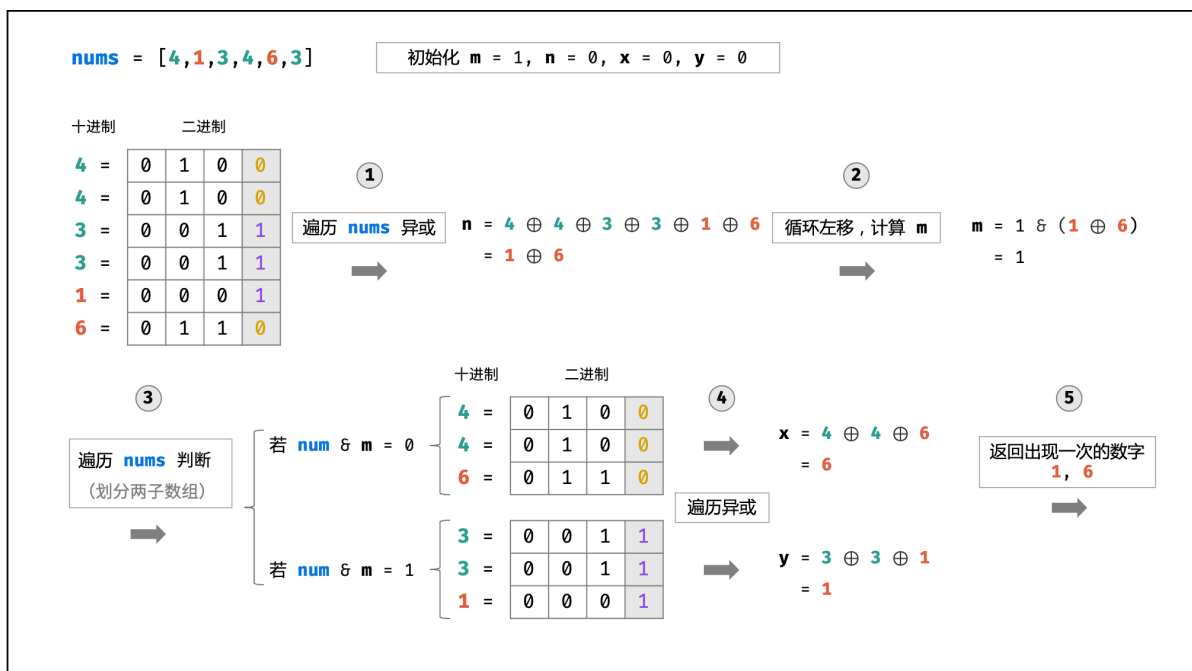 nums = [4,1,3,4,6,3]
初始化 m = 1, n = 0, x = 0, y = 0
十进制 二进制
4 = 0 1 0 0
4 = 0 1 0 0
3 = 0 0 1 1
3 = 0 0 1 1
1 = 0 0 0 1
6 = 0 1 1 0
1
遍历 nums 异或
n = 4 ⊕ 4 ⊕ 3 ⊕ 3 ⊕ 1 ⊕ 6
= 1 ⊕ 6
2
循环左移，计算 m
m = 1 & (1 ⊕ 6)
= 1
3
遍历 nums 判断
（划分两子数组）
若 num & m = 0
十进制 二进制
4 = 0 1 0 0
4 = 0 1 0 0
6 = 0 1 1 0
若 num & m = 1
3 = 0 0 1 1
3 = 0 0 1 1
1 = 0 0 0 1
4
遍历异或
x = 4 ⊕ 4 ⊕ 6
= 6
y = 3 ⊕ 3 ⊕ 1
= 1
5
返回出现一次的数字
1, 6